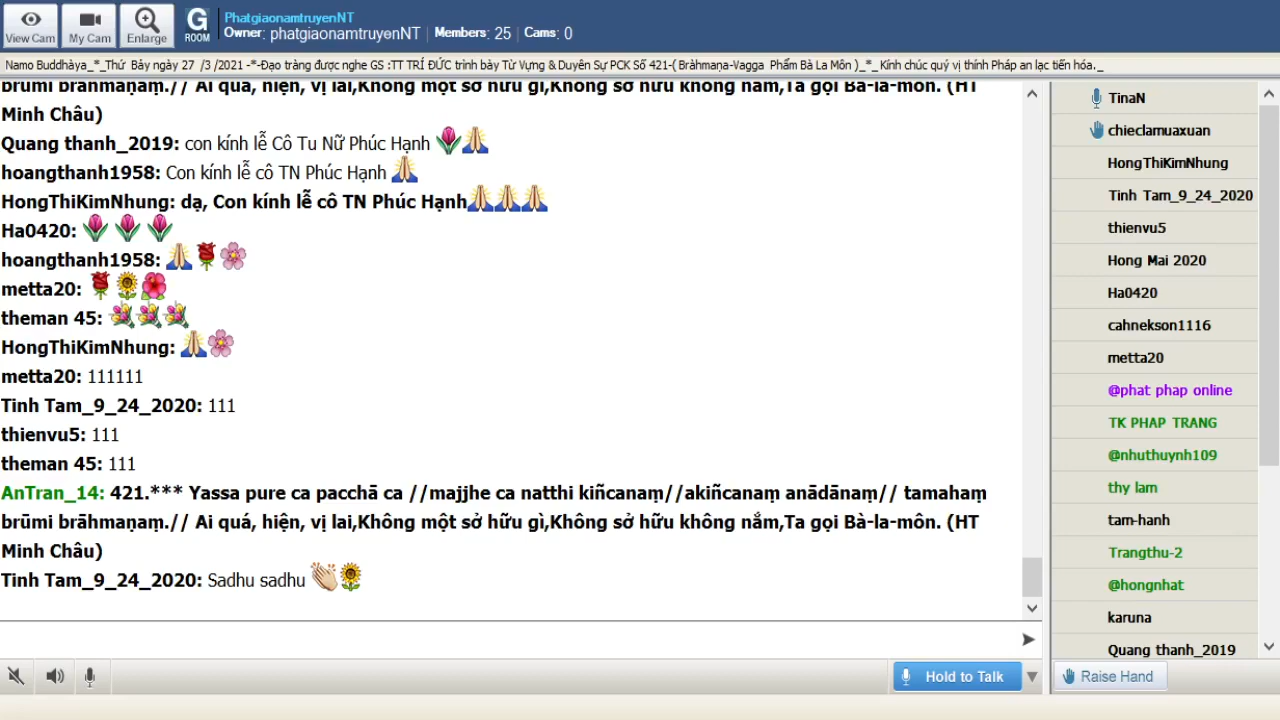 View Cam
My Cam
Enlarge
G
ROOM
PhatgiaonamtruyenNT
Owner: phatgiaonamtruyenNT Members: 25 Cams: 0
Namo Buddhàya_*_Thứ Bảy ngày 27 /3 /2021 -*-Đạo tràng được nghe GS :TT TRÍ ĐỨC trình bày Từ Vựng & Duyên Sự PCK Số 421-( Bràhmaṇa-Vagga Phẩm Bà La Môn )_*_ Kính chúc quý vị thính Pháp an lạc tiến hóa._
brūmi brāhmaṇaṃ.// Ai quá, hiện, vị lai,Không một sở hữu gì,Không sở hữu không nắm,Ta gọi Bà-la-môn. (HT
Minh Châu)
Quang thanh_2019: con kính lễ Cô Tu Nữ Phúc Hạnh
hoangthanh1958: Con kính lễ cô TN Phúc Hạnh
HongThiKimNhung: dạ, Con kính lễ cô TN Phúc Hạnh
Ha0420:
hoangthanh1958:
metta20:
theman 45:
HongThiKimNhung:
metta20: 111111
Tinh Tam_9_24_2020: 111
thienvu5: 111
theman 45: 111
AnTran_14: 421.*** Yassa pure ca pacchā ca //majjhe ca natthi kiñcanaṃ//akiñcanaṃ anādānaṃ// tamahaṃ
brūmi brāhmaṇaṃ.// Ai quá, hiện, vị lai,Không một sở hữu gì,Không sở hữu không nắm,Ta gọi Bà-la-môn. (HT
Minh Châu)
Tinh Tam_9_24_2020: Sadhu sadhu
Hold to Talk
TinaN
chieclamuaxuan
HongThiKimNhung
Tinh Tam_9_24_2020
thienvu5
Hong Mai 2020
Ha0420
cahnekson1116
metta20
@phat phap online
TK PHAP TRANG
@nhuthuynh109
thy lam
tam-hanh
Trangthu-2
@hongnhat
karuna
Quang thanh_2019
Raise Hand